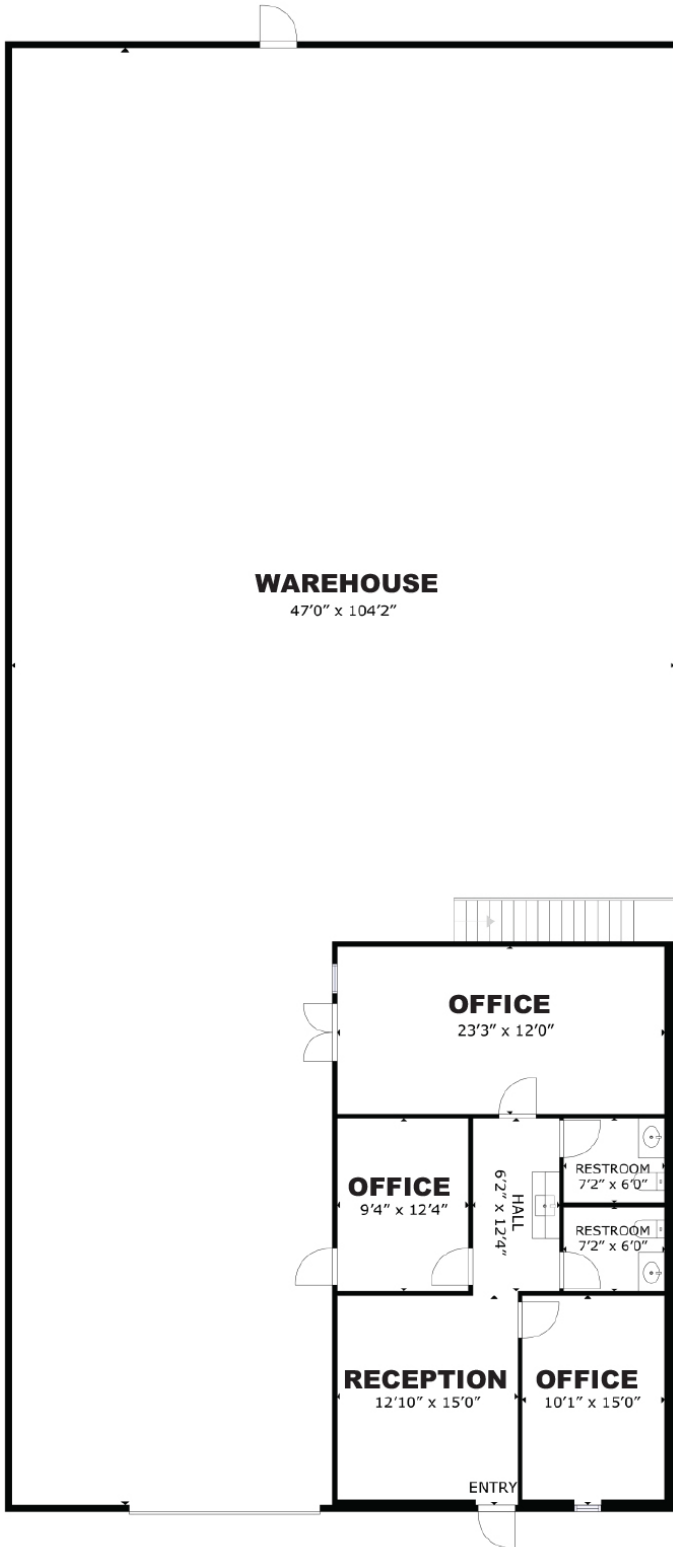 WAREHOUSE
47'0" x 104'2"
OFFICE
23'3" x 12'0"
OFFICE
9'4" x 12'4"
HALL
6'2" x 12'4"
RESTROOM
7'2" x 6'0"
RESTROOM
7'2" x 6'0"
RECEPTION
12'10" x 15'0"
OFFICE
10'1" x 15'0"
ENTRY